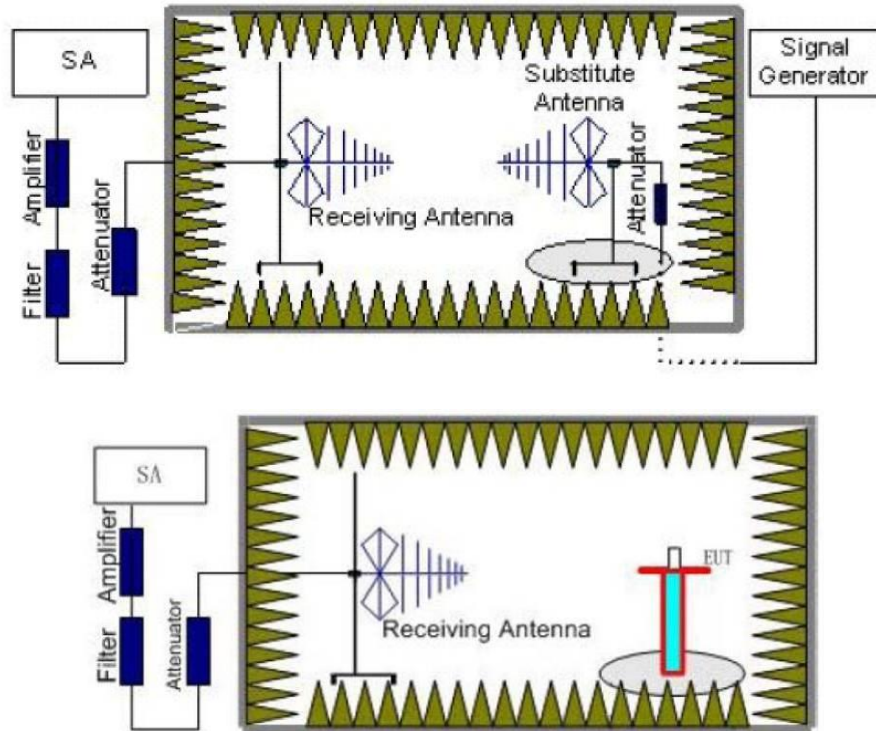 SA
Signal
Generator
Substitute
Antenna
Amplifier
Attenuator
Filter
Receiving Antenna
Attenuator
SA
Amplifier
EUT
Filter
Attenuator
Receiving Antenna